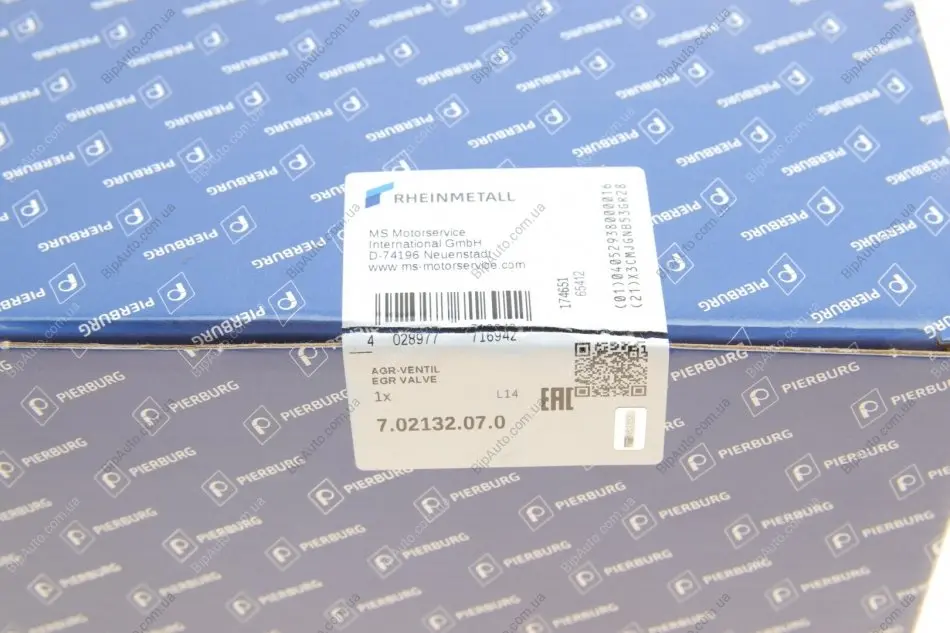 RHEINMETALL
MS Motorservice
International GmbH
D-74196 Neuenstadt
www.ms-motorservice.com
174651
65412
(01)04052938000016
(21)X3CMJGNB53GR28
4 028977 716942
AGR-VENTIL
EGR VALVE
1x
L14
EAC
7.02132.07.0
PIERBURG
BipAuto.com.ua